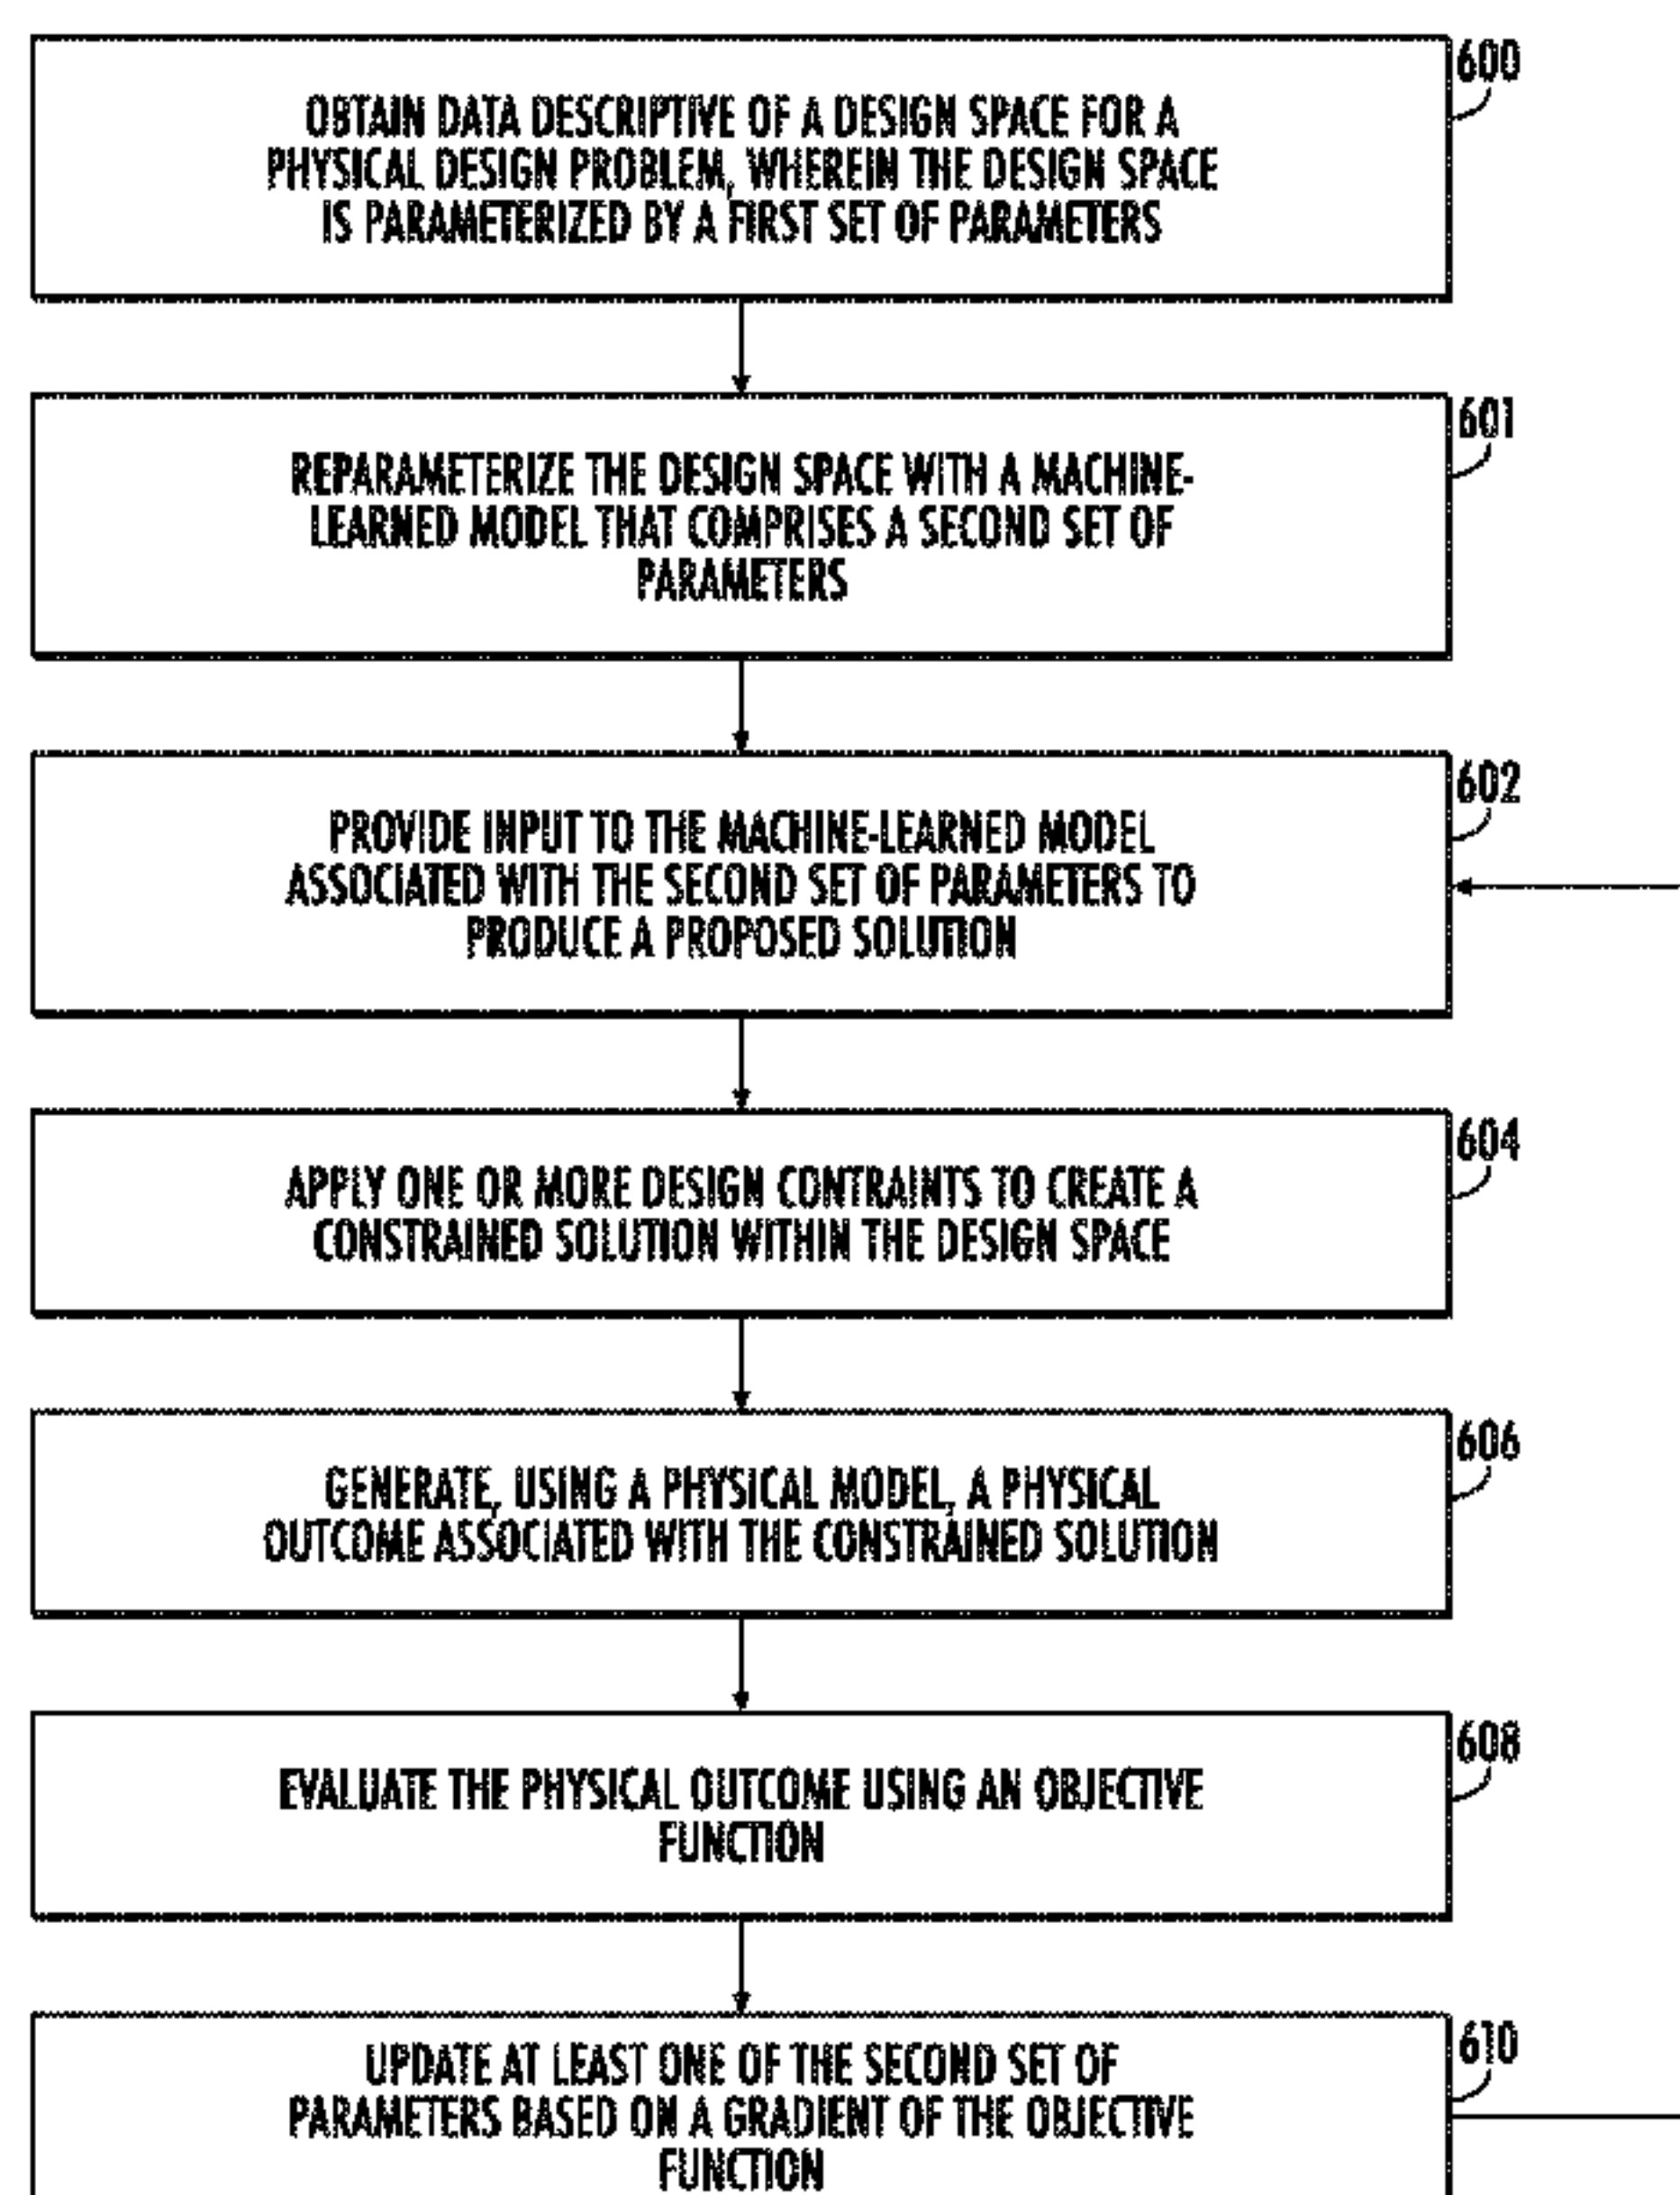 600
OBTAIN DATA DESCRIPTIVE OF A DESIGN SPACE FOR A
PHYSICAL DESIGN PROBLEM, WHEREIN THE DESIGN SPACE
IS PARAMETERIZED BY A FIRST SET OF PARAMETERS
601
REPARAMETERIZE THE DESIGN SPACE WITH A MACHINE-
LEARNED MODEL THAT COMPRISES A SECOND SET OF
PARAMETERS
602
PROVIDE INPUT TO THE MACHINE-LEARNED MODEL
ASSOCIATED WITH THE SECOND SET OF PARAMETERS TO
PRODUCE A PROPOSED SOLUTION
604
APPLY ONE OR MORE DESIGN CONTRAINTS TO CREATE A
CONSTRAINED SOLUTION WITHIN THE DESIGN SPACE
606
GENERATE, USING A PHYSICAL MODEL, A PHYSICAL
OUTCOME ASSOCIATED WITH THE CONSTRAINED SOLUTION
608
EVALUATE THE PHYSICAL OUTCOME USING AN OBJECTIVE
FUNCTION
610
UPDATE AT LEAST ONE OF THE SECOND SET OF
PARAMETERS BASED ON A GRADIENT OF THE OBJECTIVE
FUNCTION